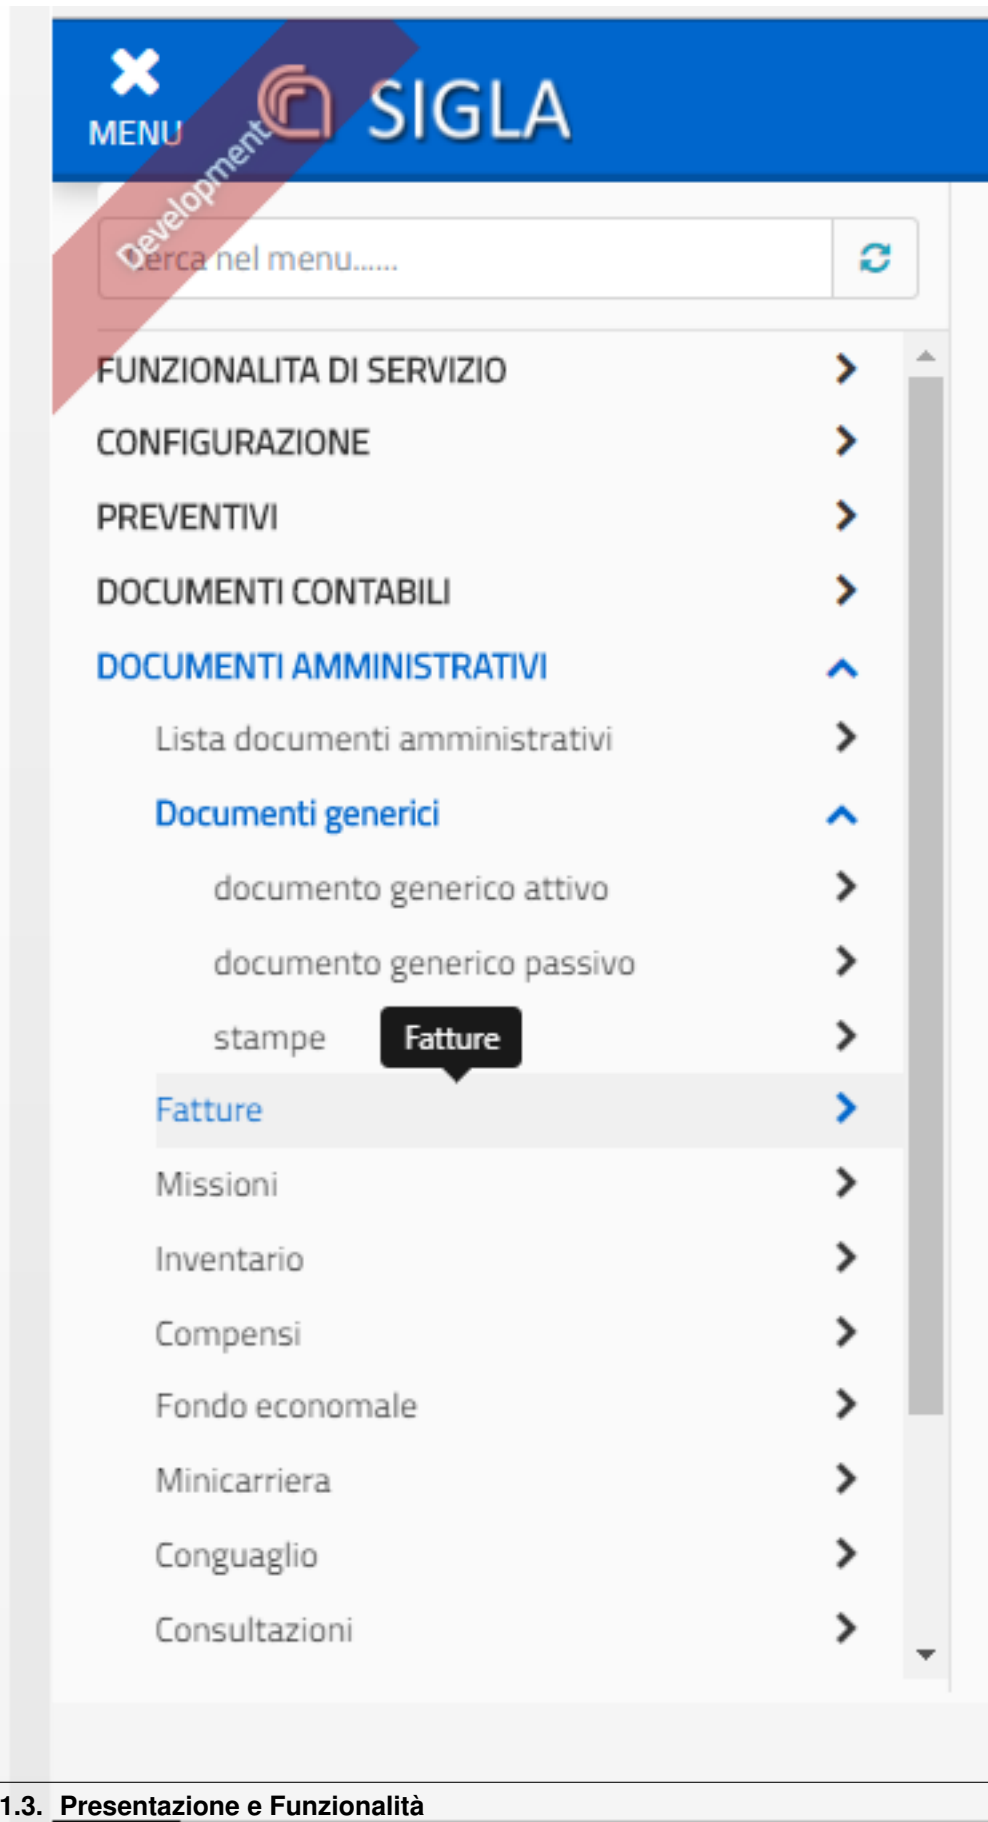 MENU
SIGLA
Development
Cerca nel menu......
FUNZIONALITA DI SERVIZIO
CONFIGURAZIONE
PREVENTIVI
DOCUMENTI CONTABILI
DOCUMENTI AMMINISTRATIVI
Lista documenti amministrativi
Documenti generici
documento generico attivo
documento generico passivo
stampe
Fatture
Fatture
Missioni
Inventario
Compensi
Fondo economale
Minicarriera
Conguaglio
Consultazioni
1.3. Presentazione e Funzionalità